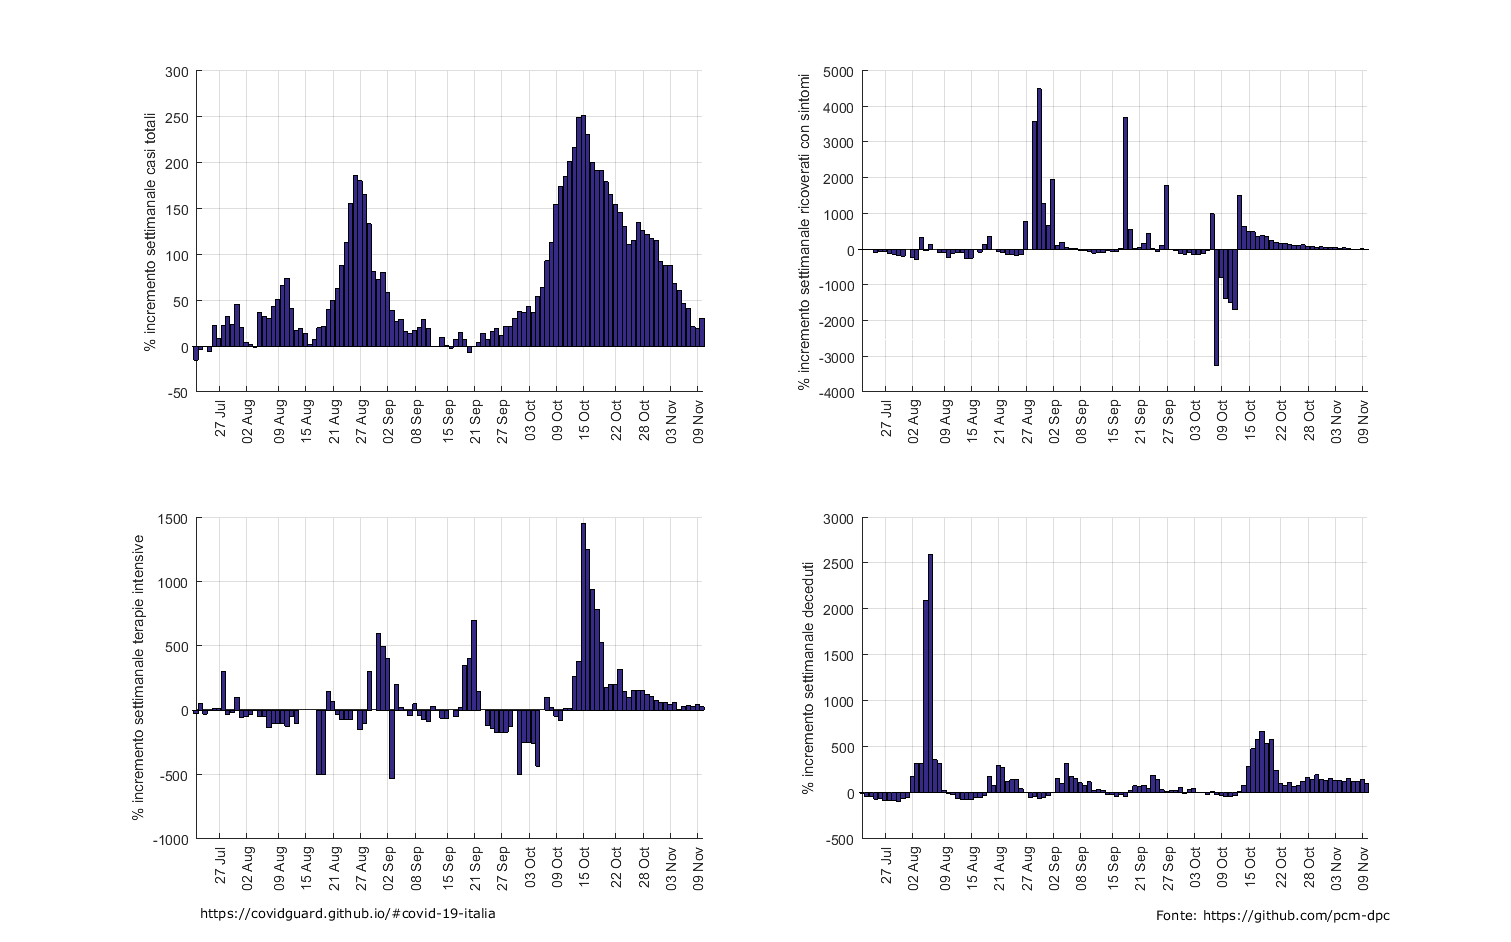 % incremento settimanale casi totali
300
250
200
150
100
50
0
-50
27 Jul
02 Aug
09 Aug
15 Aug
21 Aug
27 Aug
02 Sep
08 Sep
15 Sep
21 Sep
27 Sep
03 Oct
09 Oct
15 Oct
22 Oct
28 Oct
03 Nov
09 Nov
% incremento settimanale ricoverati con sintomi
5000
4000
3000
2000
1000
0
-1000
-2000
-3000
-4000
27 Jul
02 Aug
09 Aug
15 Aug
21 Aug
27 Aug
02 Sep
08 Sep
15 Sep
21 Sep
27 Sep
03 Oct
09 Oct
15 Oct
22 Oct
28 Oct
03 Nov
09 Nov
% incremento settimanale terapie intensive
1500
1000
500
0
-500
-1000
27 Jul
02 Aug
09 Aug
15 Aug
21 Aug
27 Aug
02 Sep
08 Sep
15 Sep
21 Sep
27 Sep
03 Oct
09 Oct
15 Oct
22 Oct
28 Oct
03 Nov
09 Nov
% incremento settimanale deceduti
3000
2500
2000
1500
1000
500
0
-500
27 Jul
02 Aug
09 Aug
15 Aug
21 Aug
27 Aug
02 Sep
08 Sep
15 Sep
21 Sep
27 Sep
03 Oct
09 Oct
15 Oct
22 Oct
28 Oct
03 Nov
09 Nov
https://covidguard.github.io/#covid-19-italia
Fonte: https://github.com/pcm-dpc